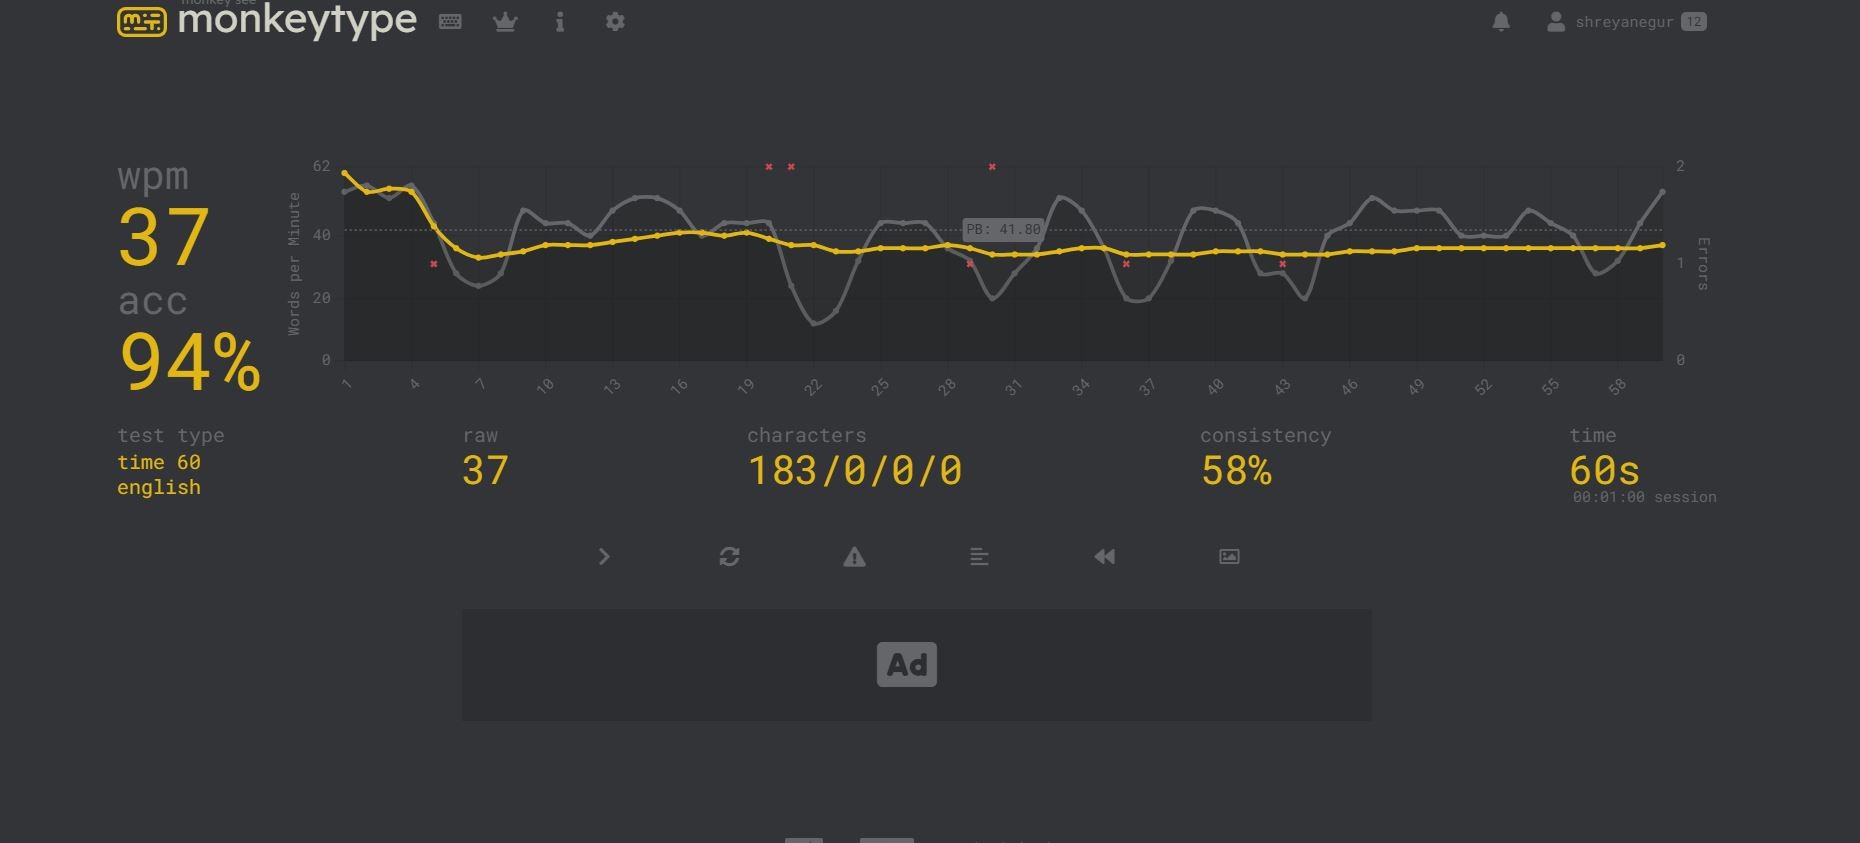 monkey see
monkeytype
shreyanegur 12
wpm
37
acc
94%
Words per Minute
62
40
20
0
PB: 41.80
2
1
0
Errors
1 4 7 10 13 16 19 22 25 28 31 34 37 40 43 46 49 52 55 58
test type
time 60
english
raw
37
characters
183/0/0/0
consistency
58%
time
60s
00:01:00 session
Ad